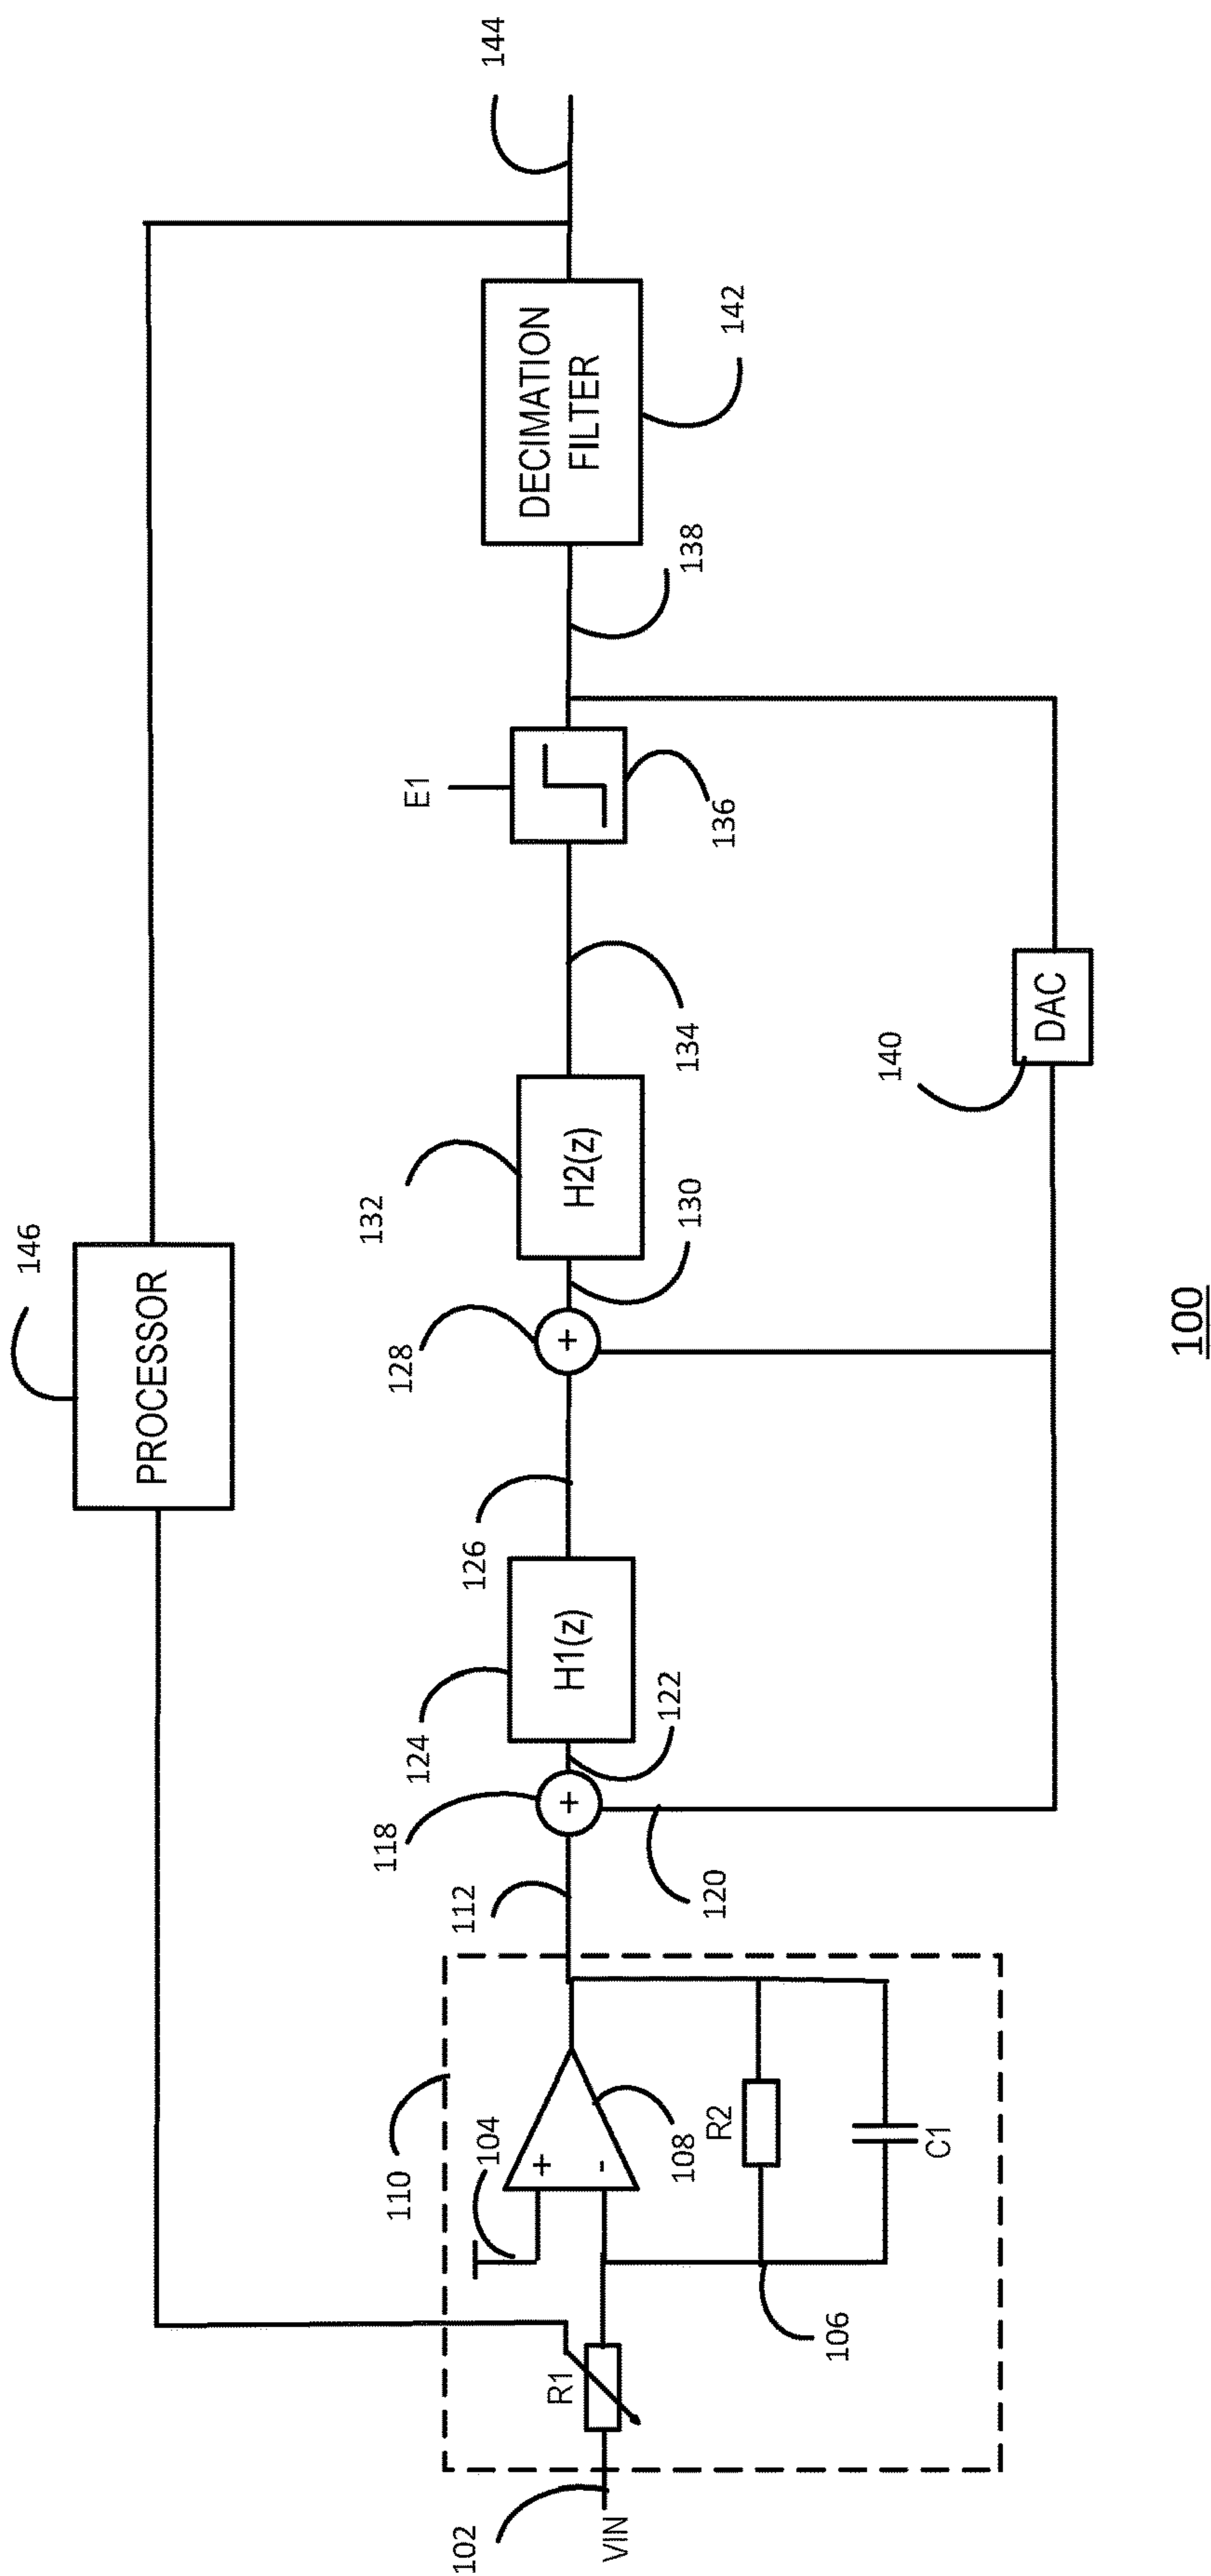 146
PROCESSOR
144
110
104
+
-
108
R2
C1
106
R1
102
VIN
112
118
+
120
122
124
H1(z)
126
128
+
130
132
H2(z)
134
E1
136
138
DECIMATION
FILTER
142
140
DAC
100